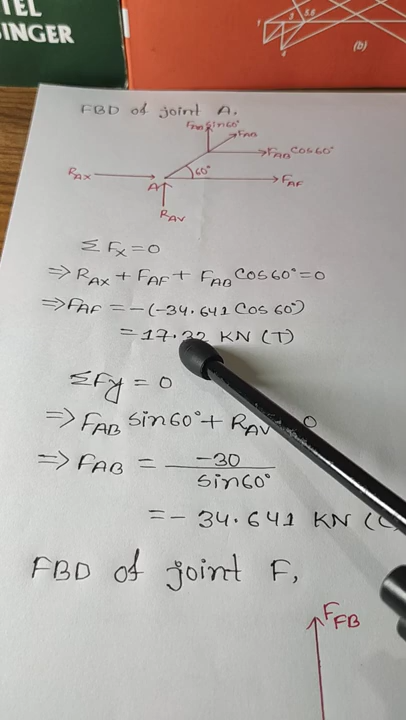 TEL
INGER
(b)
FBD of joint A,
FAB sin60°
FAB
FAB cos60°
RAX
A
60°
FAF
RAV
ΣFx=0
⇒RAX+FAF+FAB cos60°=0
⇒FAF=-(-34.641 cos60°)
=17.32 KN (T)
ΣFy=0
⇒FAB sin60°+RAV 0
⇒FAB = -30 / sin60°
=-34.641 KN (C
FBD of joint F,
FFB